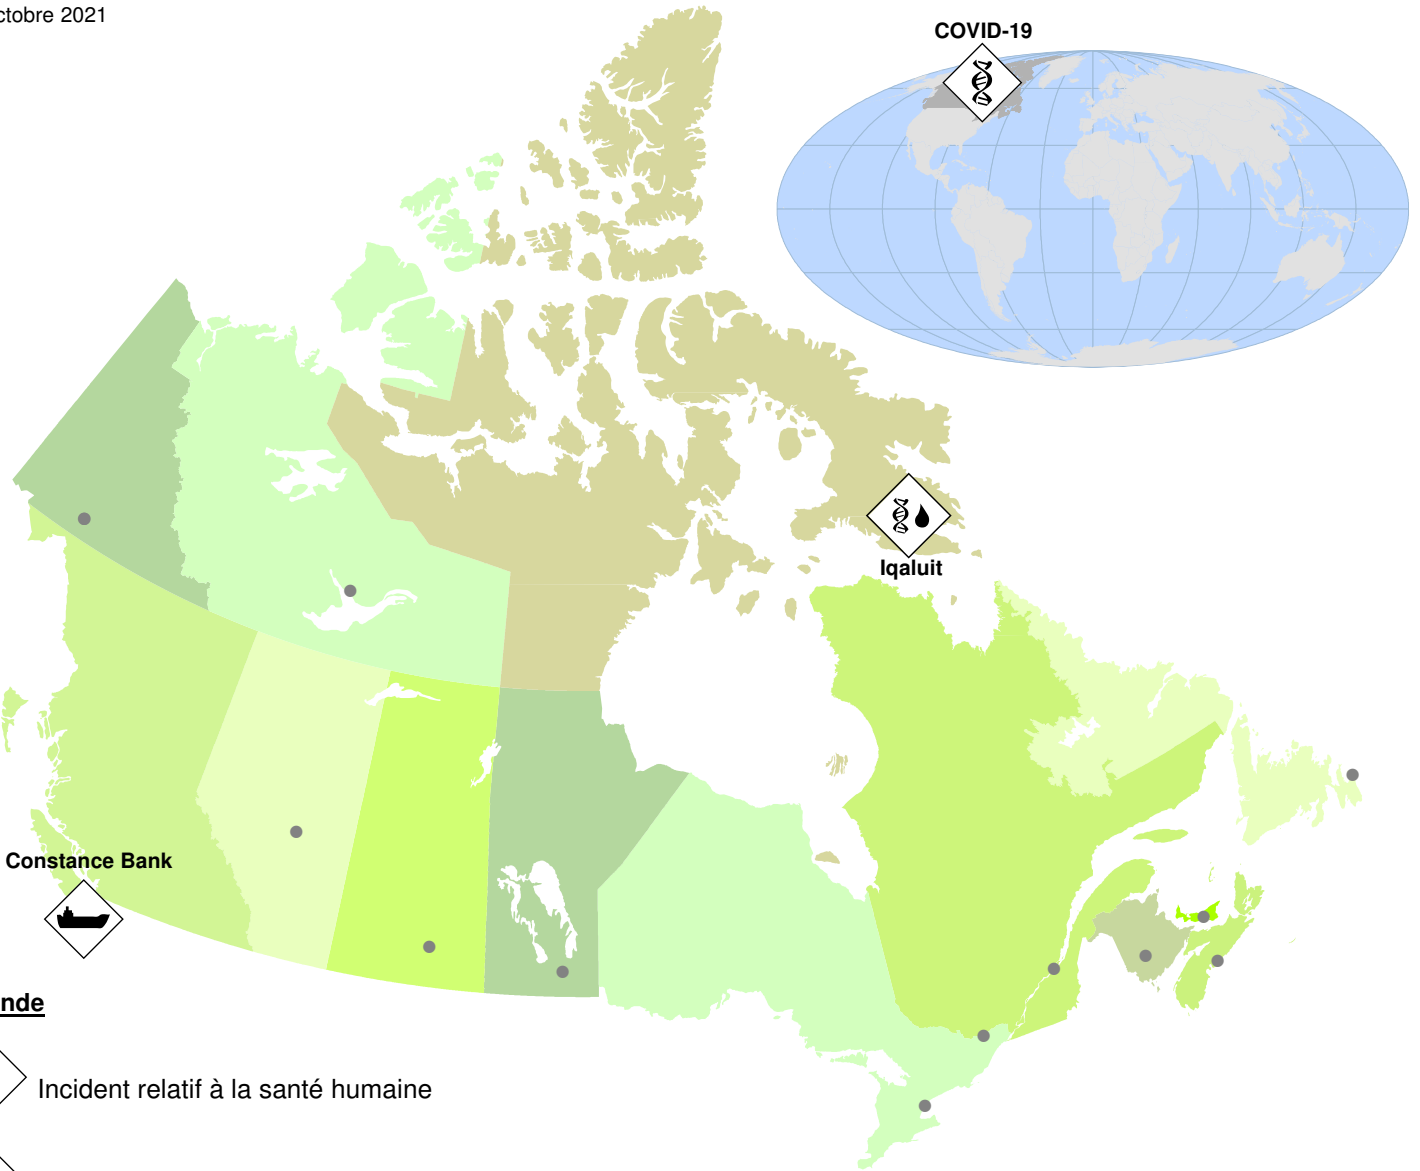 ctobre 2021
COVID-19
Iqaluit
Constance Bank
nde
Incident relatif à la santé humaine